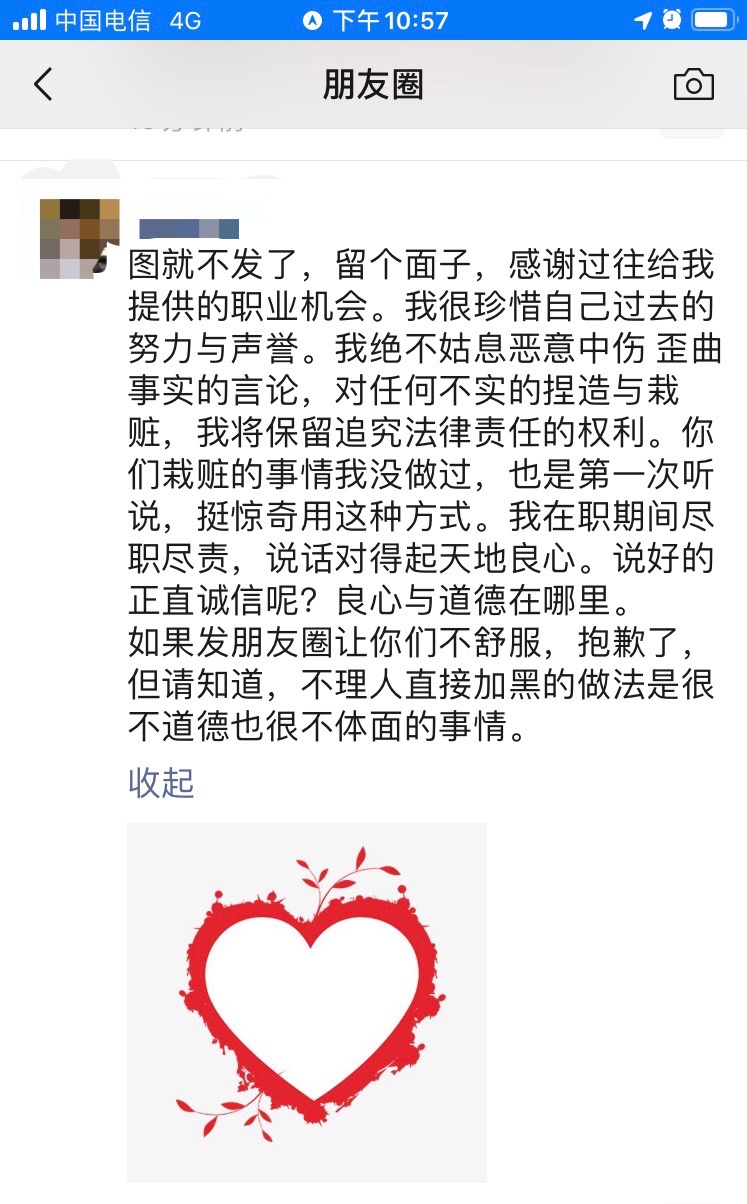 中国电信 4G 下午10:57
朋友圈
图就不发了，留个面子，感谢过往给我
提供的职业机会。我很珍惜自己过去的
努力与声誉。我绝不姑息恶意中伤 歪曲
事实的言论，对任何不实的捏造与栽
赃，我将保留追究法律责任的权利。你
们栽赃的事情我没做过，也是第一次听
说，挺惊奇用这种方式。我在职期间尽
职尽责，说话对得起天地良心。说好的
正直诚信呢？良心与道德在哪里。
如果发朋友圈让你们不舒服，抱歉了，
但请知道，不理人直接加黑的做法是很
不道德也很不体面的事情。
收起